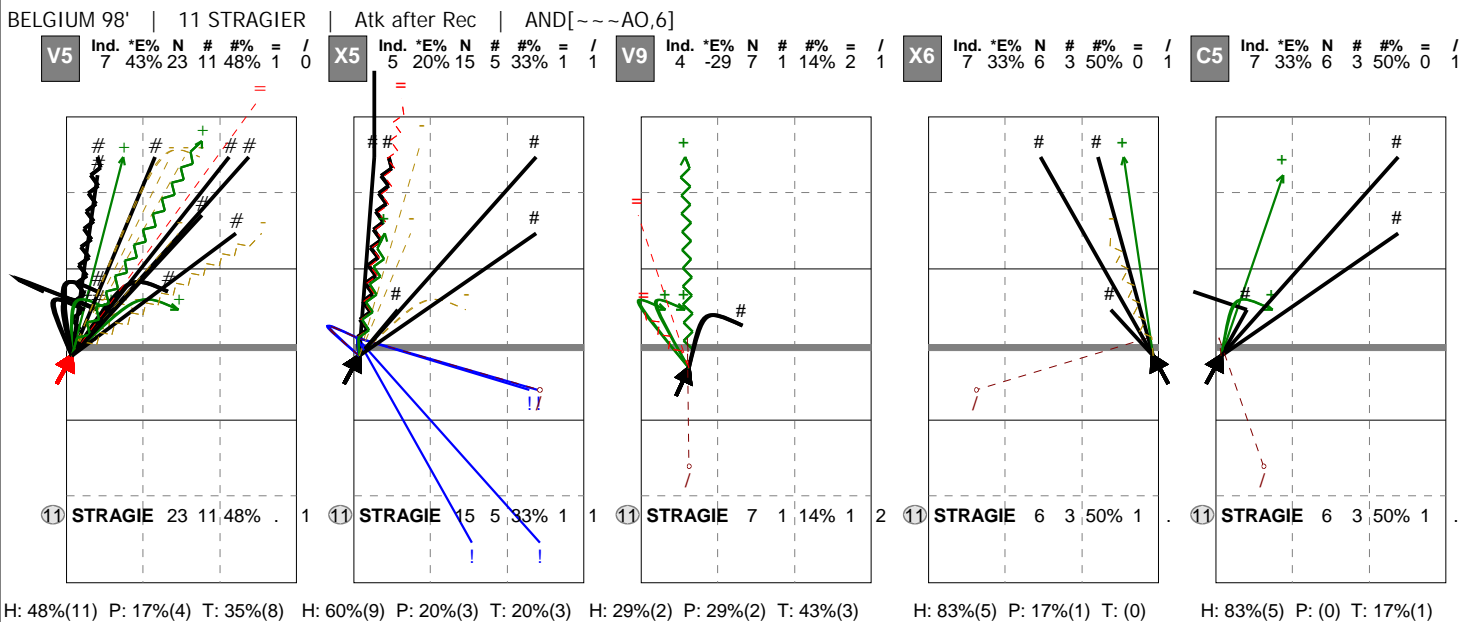 BELGIUM 98' | 11 STRAGIER | Atk after Rec | AND[~~~AO,6]
V5 Ind. *E% N # #% = /
7 43% 23 11 48% 1 0
X5 Ind. *E% N # #% = /
5 20% 15 5 33% 1 1
V9 Ind. *E% N # #% = /
4 -29 7 1 14% 2 1
X6 Ind. *E% N # #% = /
7 33% 6 3 50% 0 1
C5 Ind. *E% N # #% = /
7 33% 6 3 50% 0 1
11 STRAGIE 23 11 48% . 1
11 STRAGIE 15 5 33% 1 1
11 STRAGIE 7 1 14% 1 2
11 STRAGIE 6 3 50% 1 .
11 STRAGIE 6 3 50% 1 .
H: 48%(11) P: 17%(4) T: 35%(8)
H: 60%(9) P: 20%(3) T: 20%(3)
H: 29%(2) P: 29%(2) T: 43%(3)
H: 83%(5) P: 17%(1) T: (0)
H: 83%(5) P: (0) T: 17%(1)